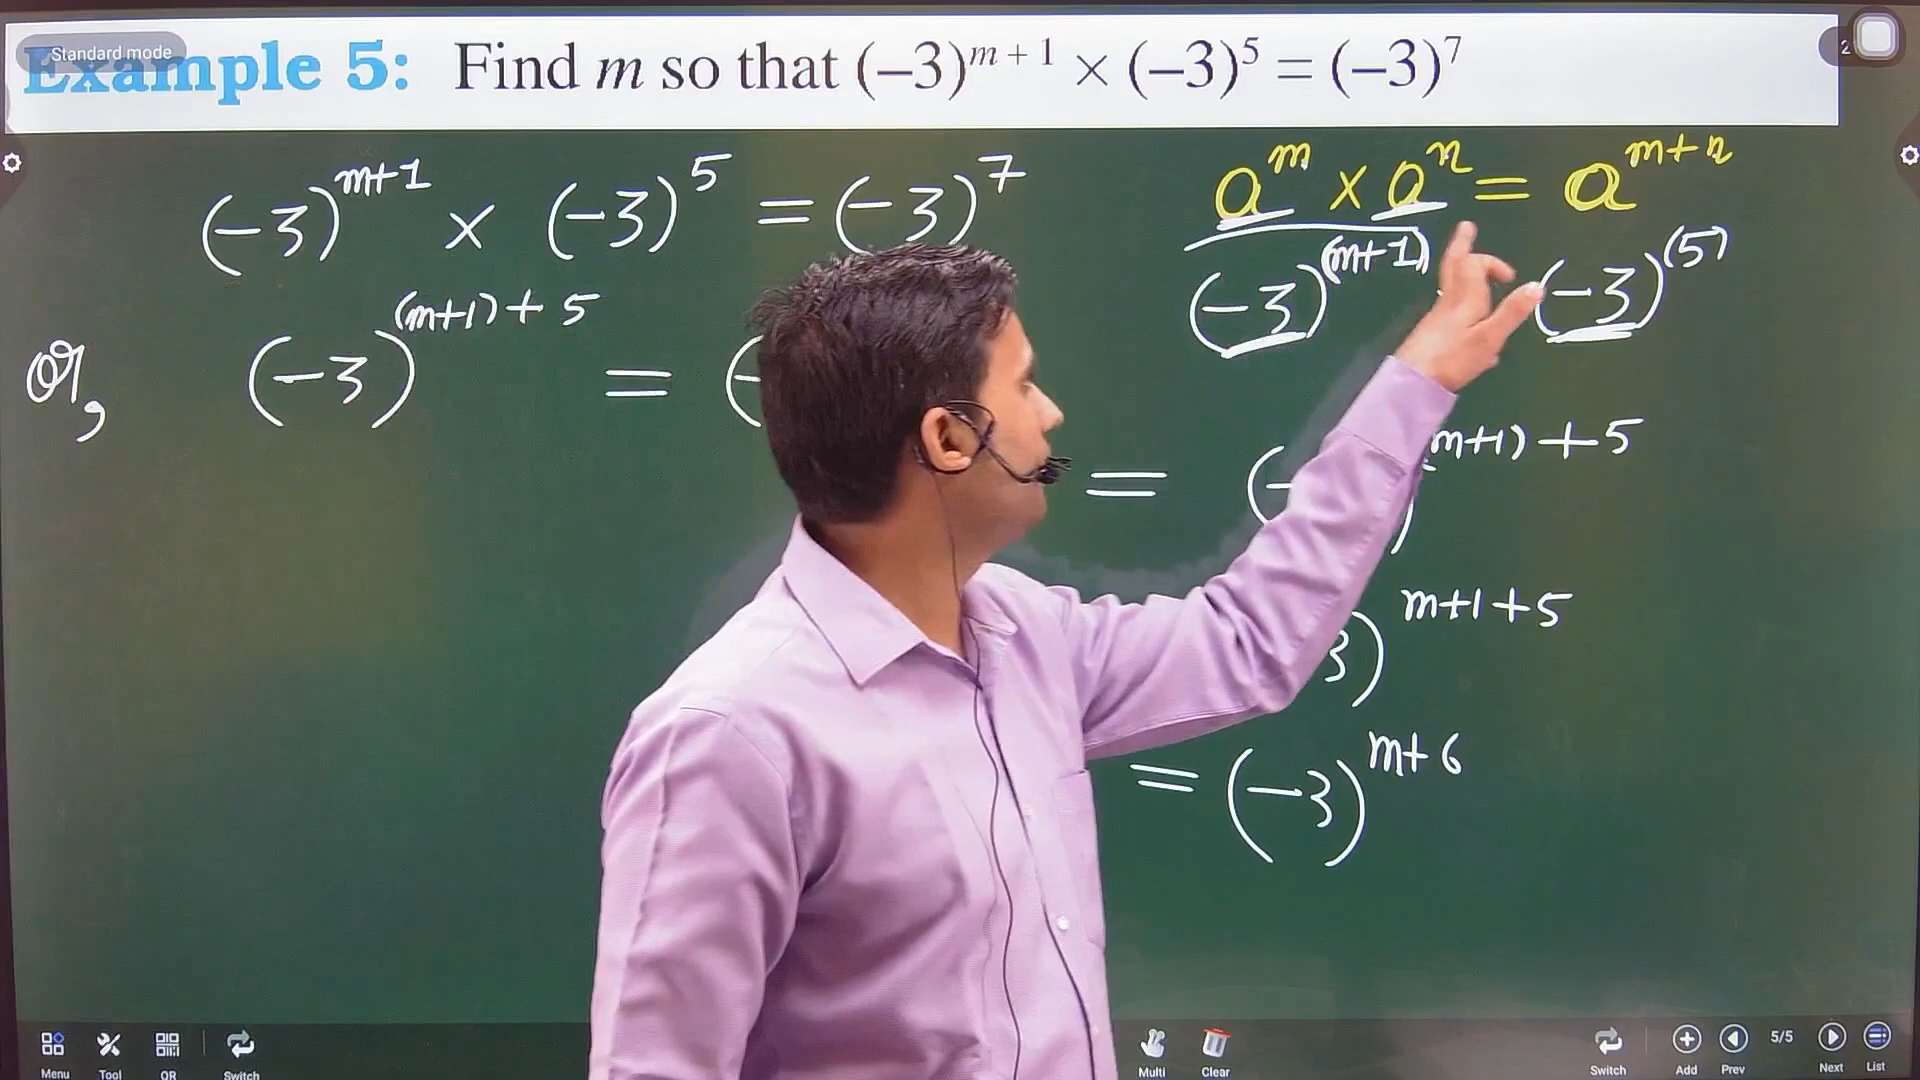 Standard mode
2
Example 5: Find m so that (–3)^{m + 1} × (–3)^5 = (–3)^7
(-3)^{m+1} × (-3)^5 = (-3)^7
a^m × a^n = a^{m+n}
(-3)^{(m+1)} (-3)^{(5)}
or, (-3)^{(m+1)+5} = (-
= (- m+1)+5
3)^{m+1+5}
= (-3)^{m+6}
Menu Tool QR Switch Multi Clear Switch Add Prev 5/5 Next List